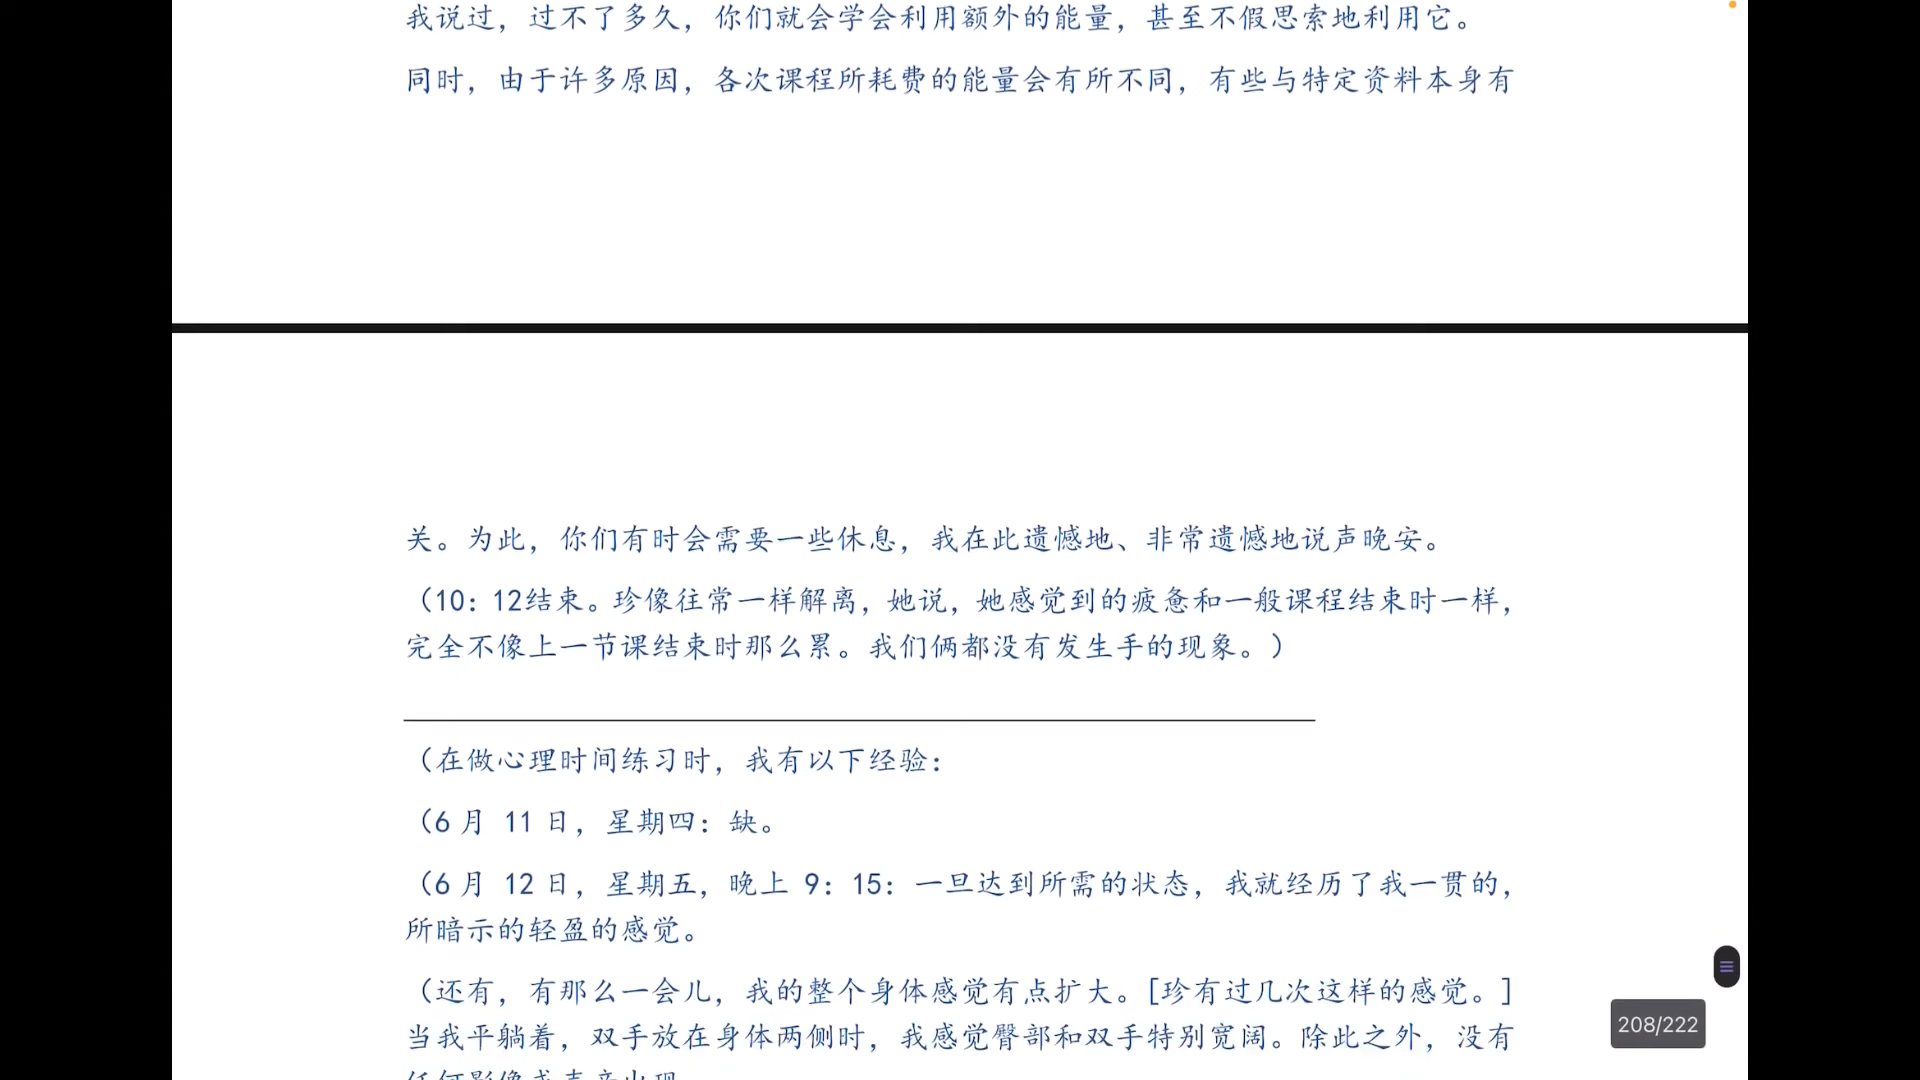 我说过，过不了多久，你们就会学会利用额外的能量，甚至不假思索地利用它。
同时，由于许多原因，各次课程所耗费的能量会有所不同，有些与特定资料本身有
关。为此，你们有时会需要一些休息，我在此遗憾地、非常遗憾地说声晚安。
（10：12结束。珍像往常一样解离，她说，她感觉到的疲惫和一般课程结束时一样，
完全不像上一节课结束时那么累。我们俩都没有发生手的现象。）
（在做心理时间练习时，我有以下经验：
（6 月 11 日，星期四：缺。
（6 月 12 日，星期五，晚上 9：15：一旦达到所需的状态，我就经历了我一贯的，
所暗示的轻盈的感觉。
（还有，有那么一会儿，我的整个身体感觉有点扩大。[珍有过几次这样的感觉。]
当我平躺着，双手放在身体两侧时，我感觉臀部和双手特别宽阔。除此之外，没有
208/222